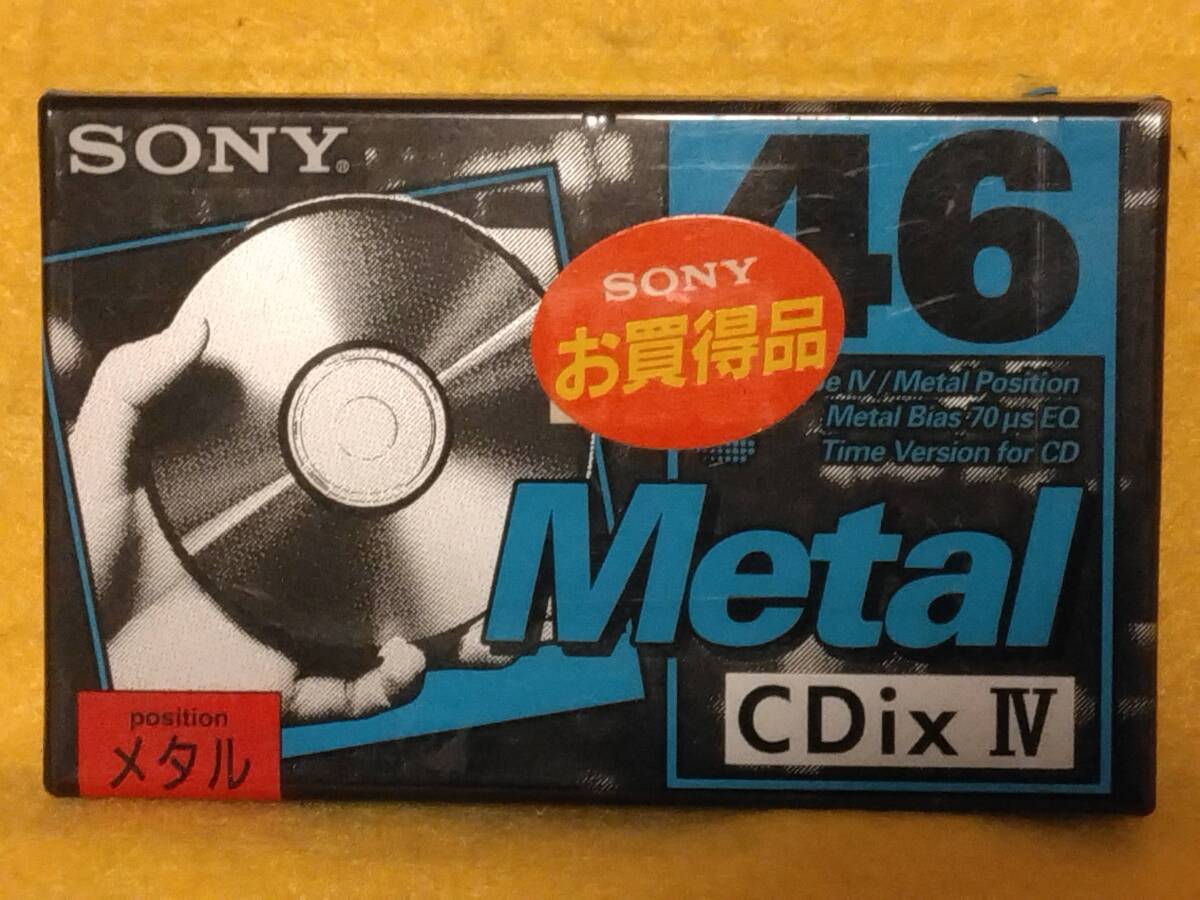 SONY®
46
SONY
お買得品
IV/Metal Position
Metal Bias 70 μs EQ
Time Version for CD
Metal
CDix IV
position
メタル